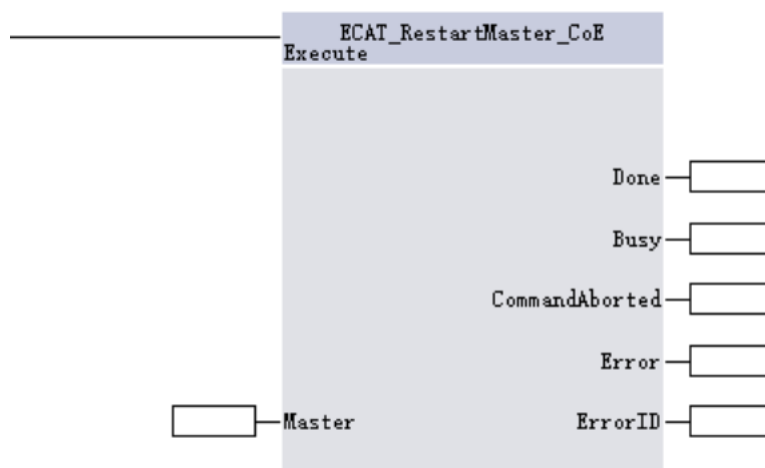 ECAT_RestartMaster_CoE
Execute
Done
Busy
CommandAborted
Error
Master
ErrorID